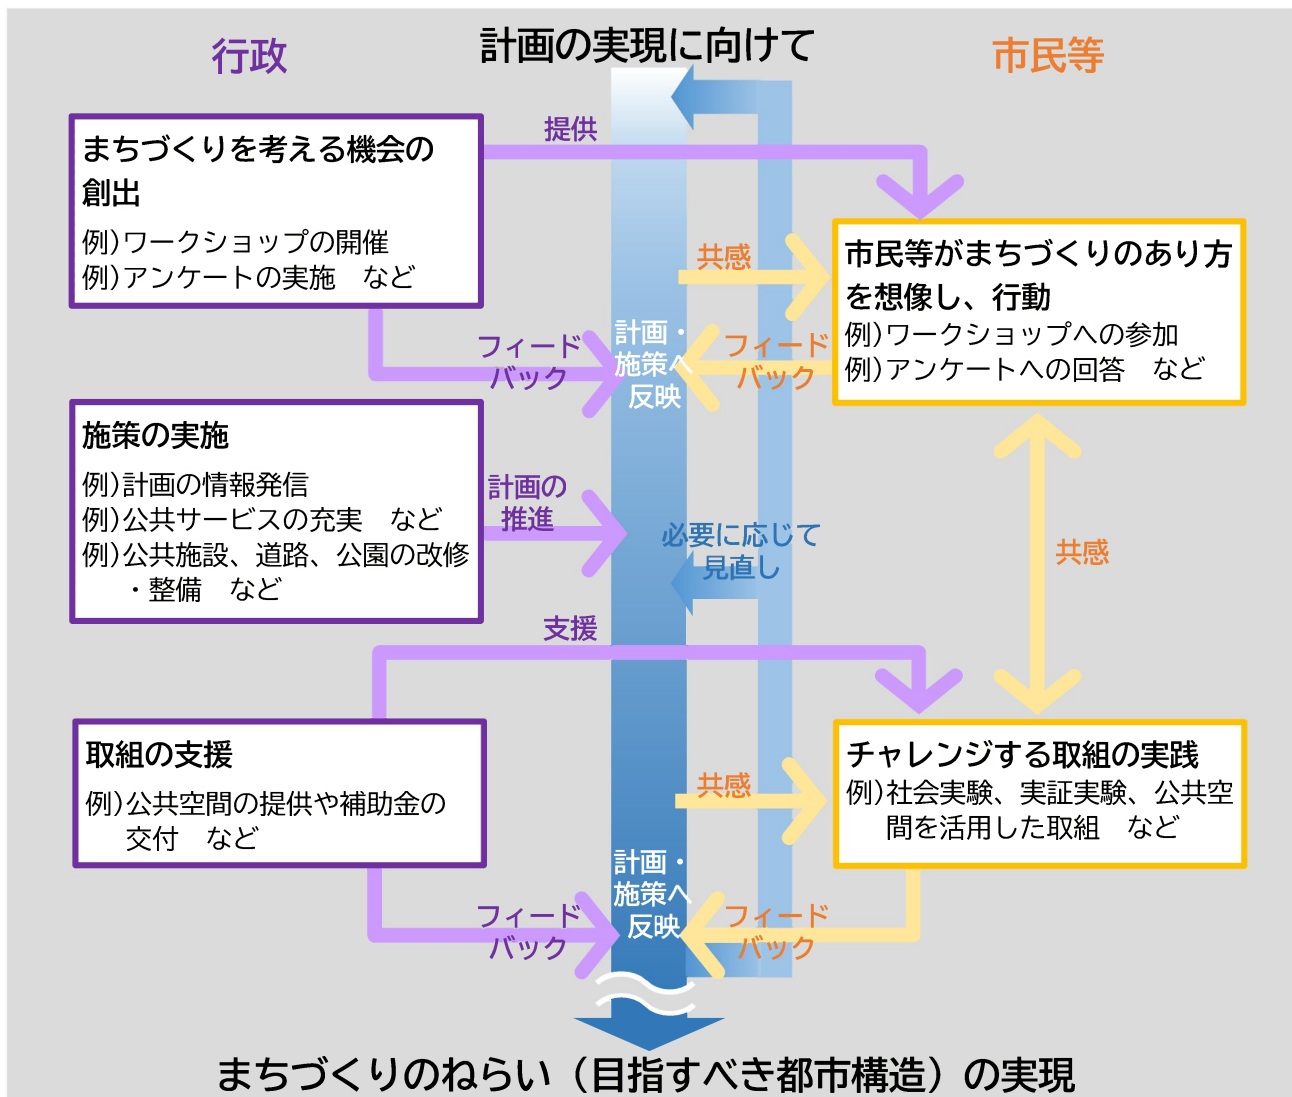 計画の実現に向けて
行政
市民等
まちづくりを考える機会の
創出
例)ワークショップの開催
例)アンケートの実施　など
提供
市民等がまちづくりのあり方
を想像し、行動
例)ワークショップへの参加
例)アンケートへの回答　など
共感
フィード
バック
計画・
施策へ
反映
フィード
バック
施策の実施
例)計画の情報発信
例)公共サービスの充実　など
例)公共施設、道路、公園の改修
・整備　など
計画の
推進
必要に応じて
見直し
共感
支援
取組の支援
例)公共空間の提供や補助金の
交付　など
チャレンジする取組の実践
例)社会実験、実証実験、公共空
間を活用した取組　など
共感
フィード
バック
計画・
施策へ
反映
フィード
バック
まちづくりのねらい（目指すべき都市構造）の実現